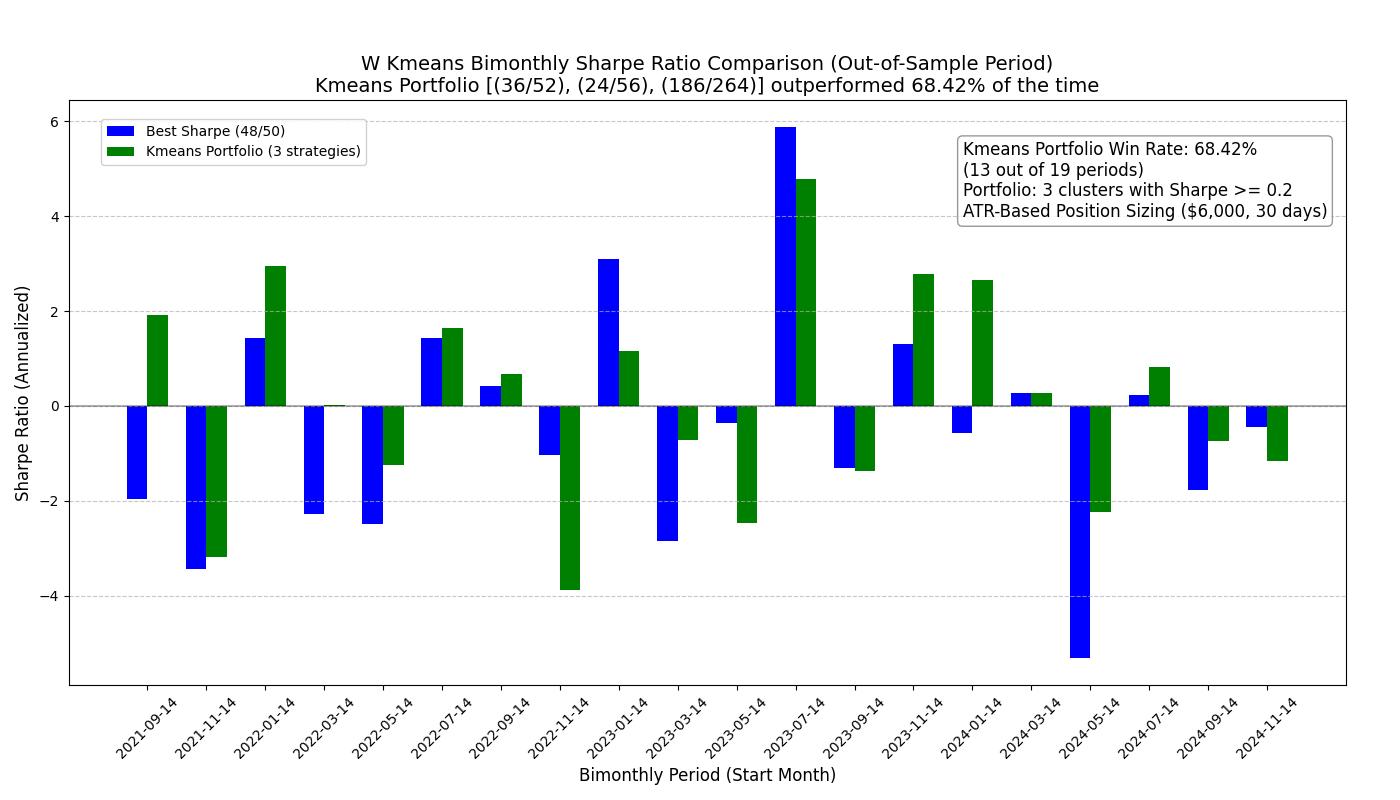 W Kmeans Bimonthly Sharpe Ratio Comparison (Out-of-Sample Period)
Kmeans Portfolio [(36/52), (24/56), (186/264)] outperformed 68.42% of the time
Best Sharpe (48/50)
Kmeans Portfolio (3 strategies)
Kmeans Portfolio Win Rate: 68.42%
(13 out of 19 periods)
Portfolio: 3 clusters with Sharpe >= 0.2
ATR-Based Position Sizing ($6,000, 30 days)
Sharpe Ratio (Annualized)
6
4
2
0
−2
−4
2021-09-14
2021-11-14
2022-01-14
2022-03-14
2022-05-14
2022-07-14
2022-09-14
2022-11-14
2023-01-14
2023-03-14
2023-05-14
2023-07-14
2023-09-14
2023-11-14
2024-01-14
2024-03-14
2024-05-14
2024-07-14
2024-09-14
2024-11-14
Bimonthly Period (Start Month)